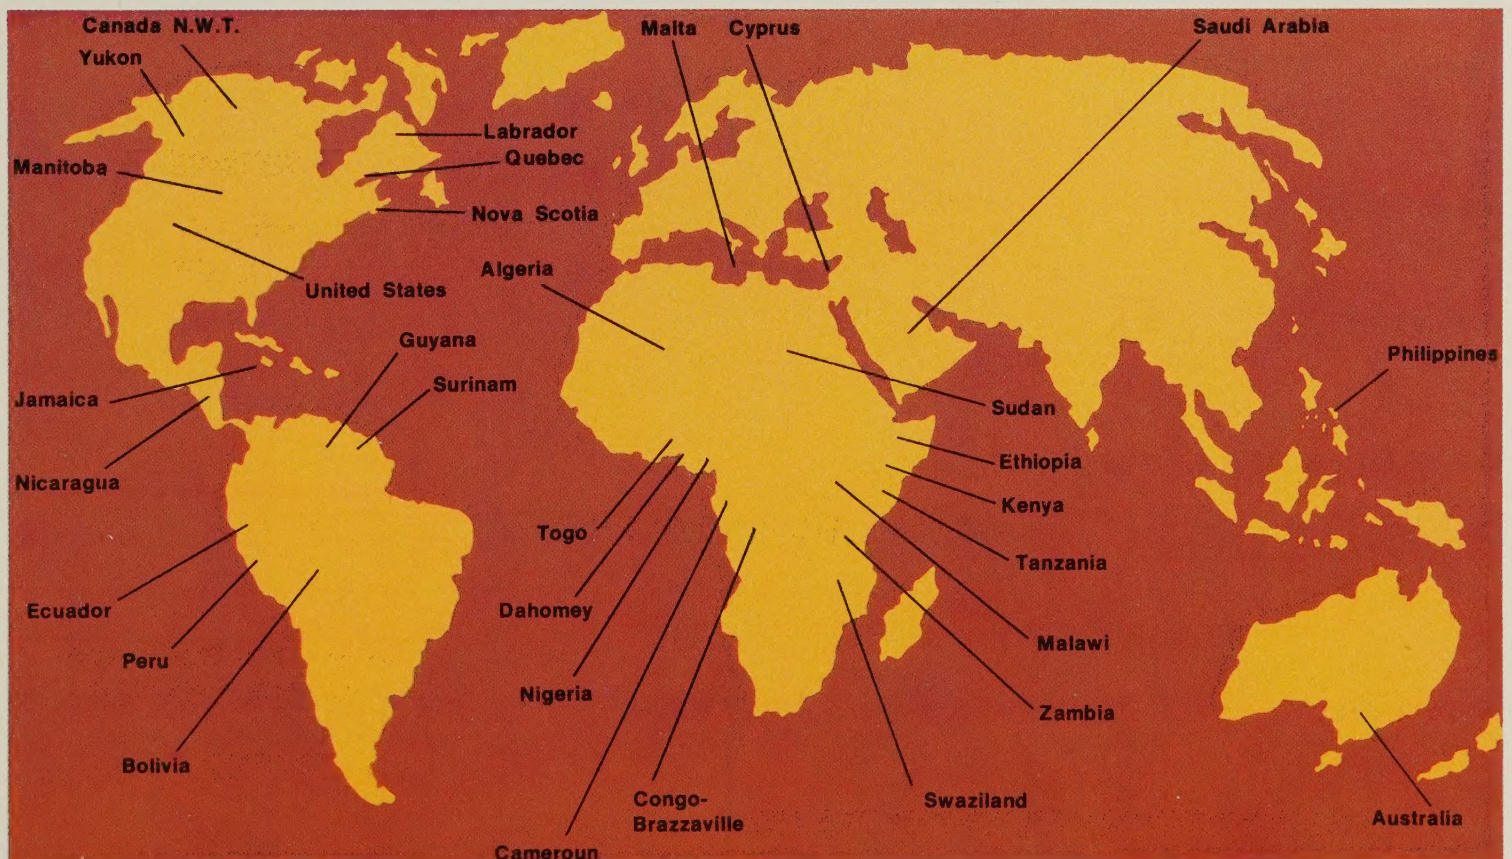 Canada N.W.T.
Yukon
Malta
Cyprus
Saudi Arabia
Labrador
Quebec
Manitoba
Nova Scotia
Algeria
United States
Guyana
Philippines
Surinam
Jamaica
Sudan
Ethiopia
Nicaragua
Kenya
Togo
Tanzania
Ecuador
Dahomey
Malawi
Peru
Nigeria
Zambia
Bolivia
Congo-
Brazzaville
Swaziland
Australia
Cameroun